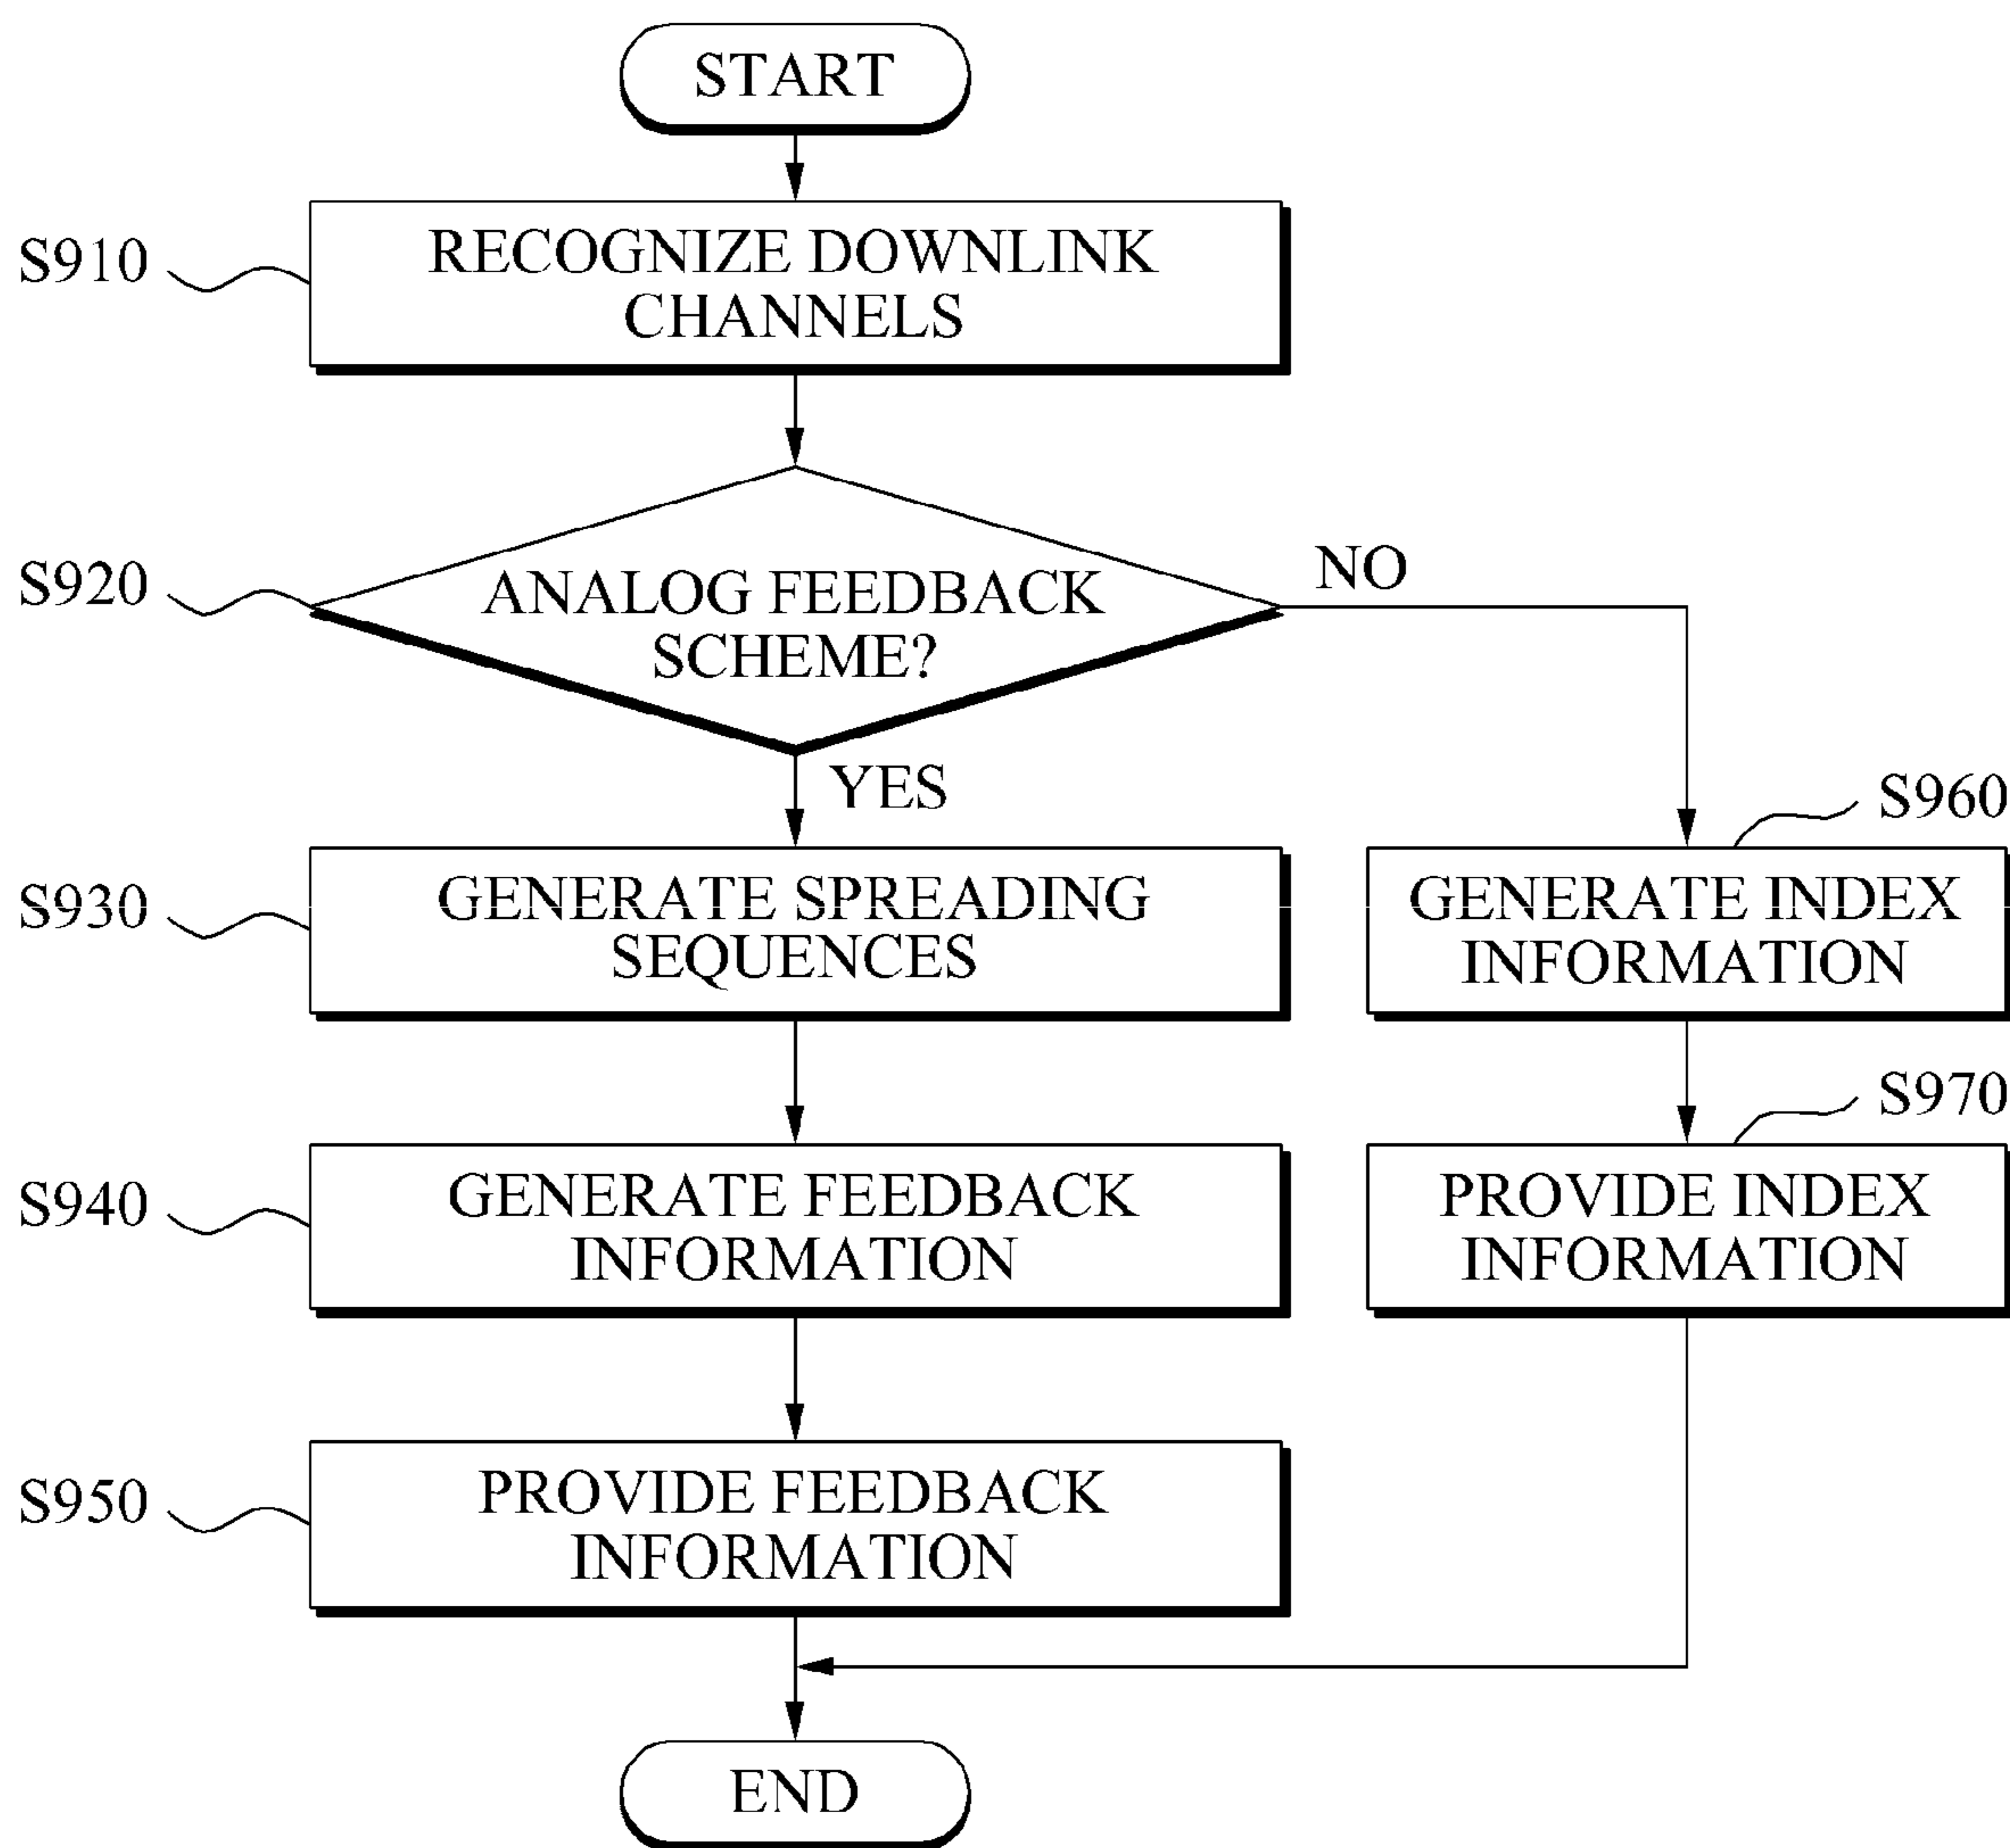 START
S910
RECOGNIZE DOWNLINK
CHANNELS
S920
ANALOG FEEDBACK
SCHEME?
NO
YES
S930
GENERATE SPREADING
SEQUENCES
S960
GENERATE INDEX
INFORMATION
S940
GENERATE FEEDBACK
INFORMATION
S970
PROVIDE INDEX
INFORMATION
S950
PROVIDE FEEDBACK
INFORMATION
END